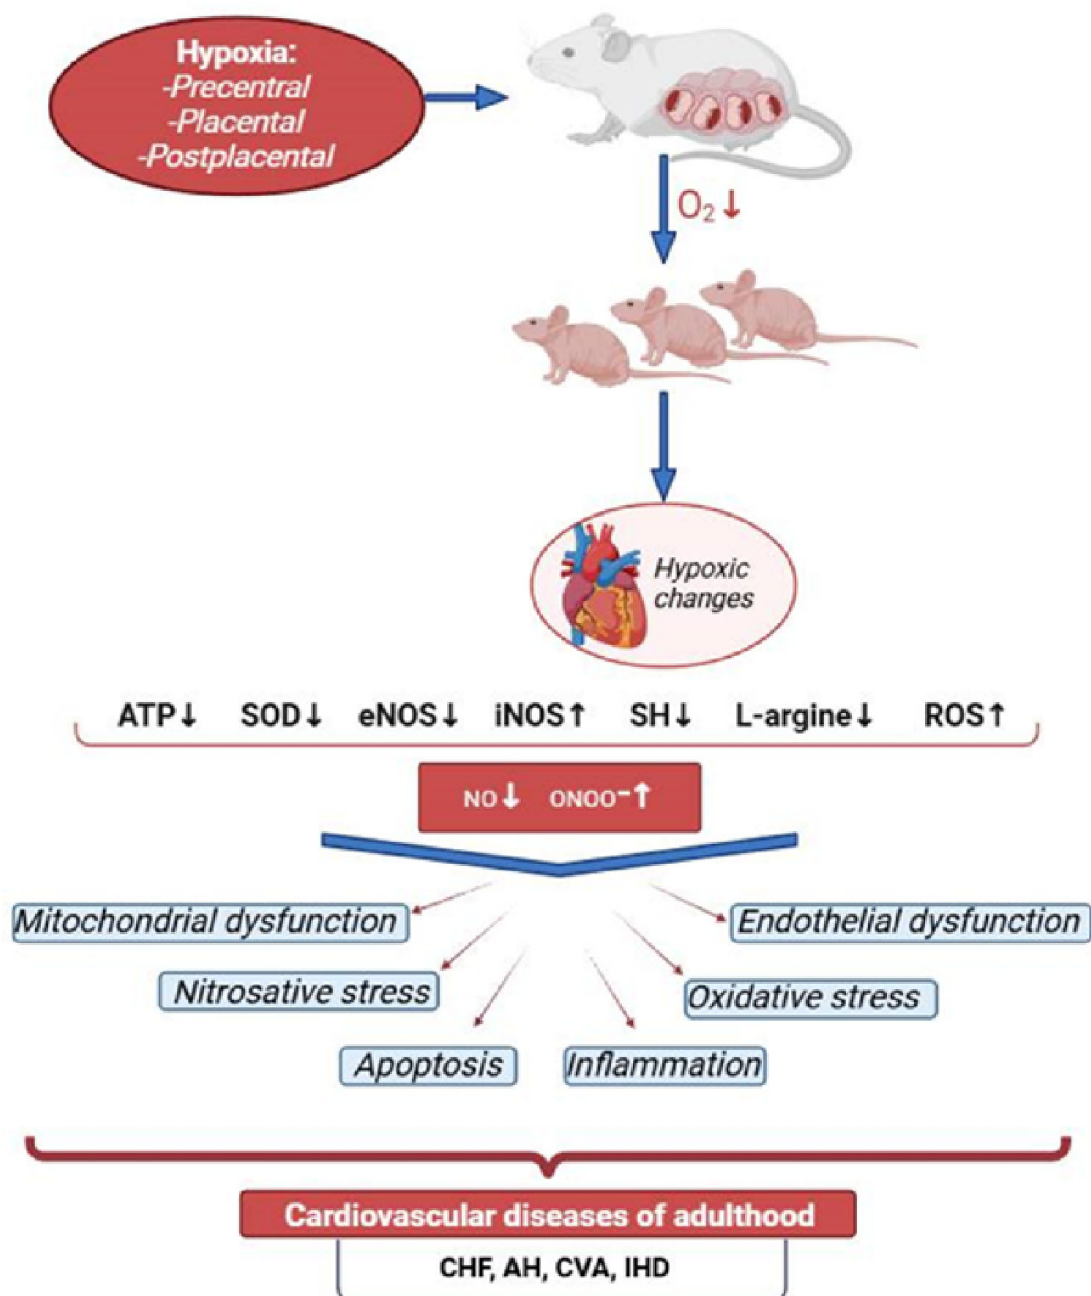 Hypoxia:
-Precentral
-Placental
-Postplacental
O₂↓
Hypoxic
changes
ATP↓ SOD↓ eNOS↓ iNOS↑ SH↓ L-argine↓ ROS↑
NO↓ ONOO⁻↑
Mitochondrial dysfunction
Endothelial dysfunction
Nitrosative stress
Oxidative stress
Apoptosis
Inflammation
Cardiovascular diseases of adulthood
CHF, AH, CVA, IHD